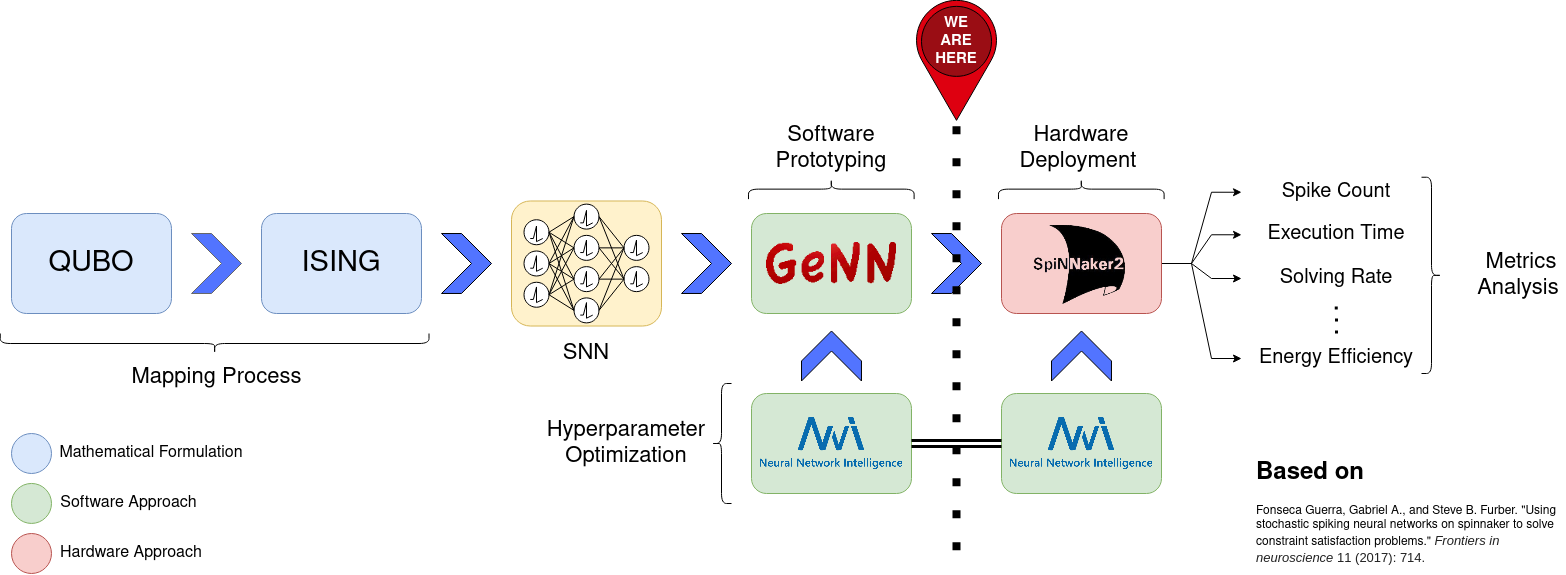 WE
ARE
HERE
Software
Prototyping
Hardware
Deployment
QUBO
ISING
SNN
GeNN
SpiNNaker2
Spike Count
Execution Time
Solving Rate
Energy Efficiency
Metrics
Analysis
Mapping Process
Hyperparameter
Optimization
Neural Network Intelligence
Neural Network Intelligence
Mathematical Formulation
Software Approach
Hardware Approach
Based on
Fonseca Guerra, Gabriel A., and Steve B. Furber. "Using
stochastic spiking neural networks on spinnaker to solve
constraint satisfaction problems." Frontiers in
neuroscience 11 (2017): 714.